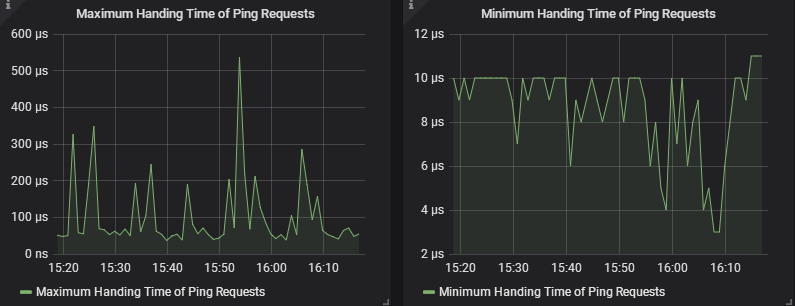 Maximum Handing Time of Ping Requests
600 µs
500 µs
400 µs
300 µs
200 µs
100 µs
0 ns
15:20 15:30 15:40 15:50 16:00 16:10
Maximum Handing Time of Ping Requests
Minimum Handing Time of Ping Requests
12 µs
10 µs
8 µs
6 µs
4 µs
2 µs
15:20 15:30 15:40 15:50 16:00 16:10
Minimum Handing Time of Ping Requests